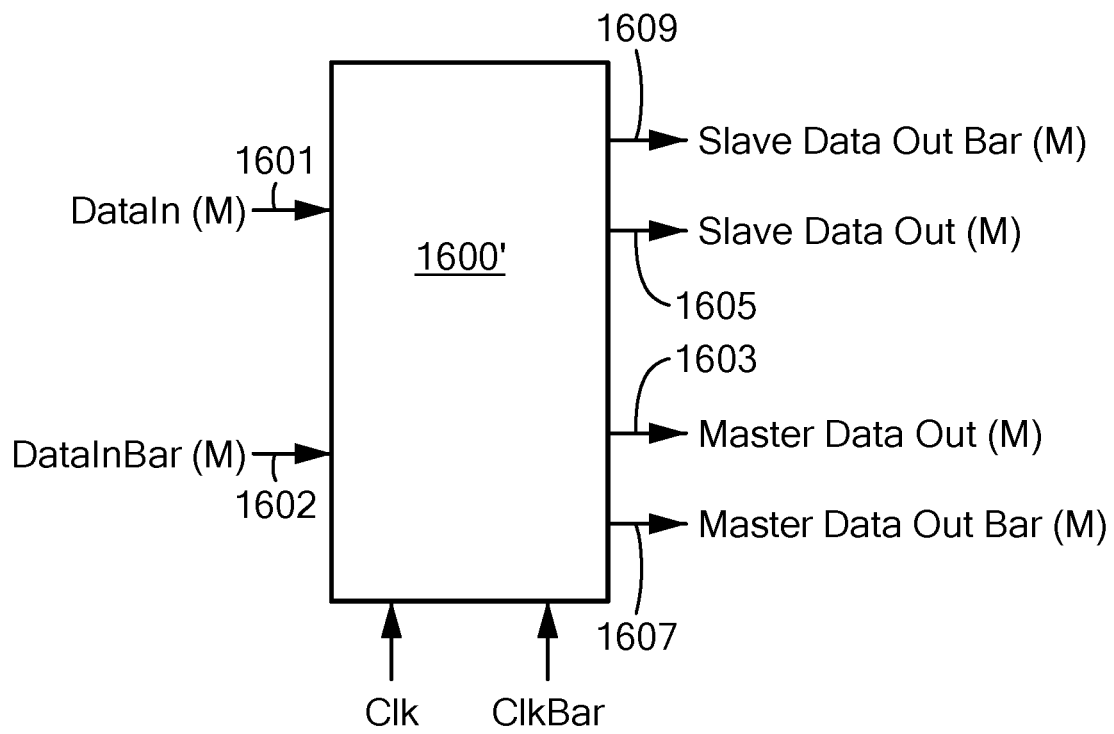 1609
Slave Data Out Bar (M)
1601
DataIn (M)
Slave Data Out (M)
1600'
1605
1603
Master Data Out (M)
DataInBar (M)
1602
Master Data Out Bar (M)
1607
Clk
ClkBar